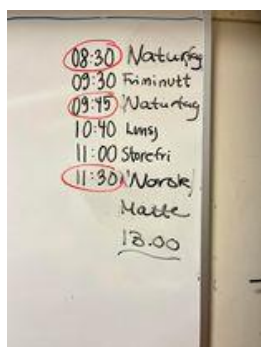 08:30 Naturfag
09:30 Friminutt
09:45 Naturfag
10:40 Lunsj
11:00 Storefri
11:30 Norsk/
Matte
13.00